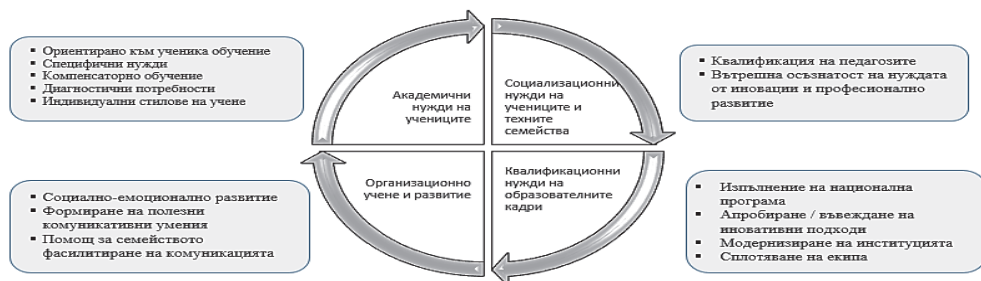 Ориентирано към ученика обучение
Специфични нужди
Компенсаторно обучение
Диагностични потребности
Индивидуални стилове на учене
Академични
нужди на
учениците
Социализационни
нужди на
учениците и
техните
семейства
Квалификация на педагозите
Вътрешна осъзнатост на нуждата
от иновации и професионално
развитие
Социално-емоционално развитие
Формиране на полезни
комуникативни умения
Помощ за семейството
фасилитиране на комуникацията
Организационно
учене и развитие
Квалификационни
нужди на
образователните
кадри
Изпълнение на национална
програма
Апробиране / въвеждане на
иновативни подходи
Модернизиране на институцията
Сплотяване на екипа